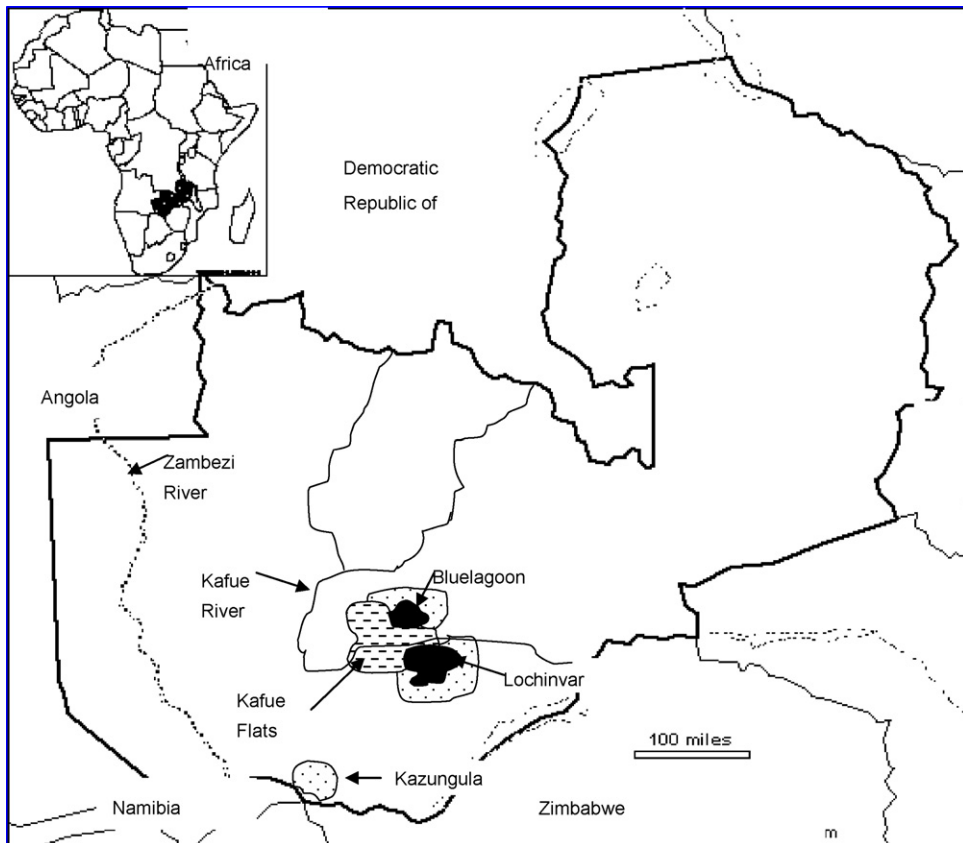 Africa
Democratic
Republic of
Angola
Zambezi
River
Kafue
River
Bluelagoon
Kafue
Flats
Lochinvar
100 miles
Kazungula
Namibia
Zimbabwe
m